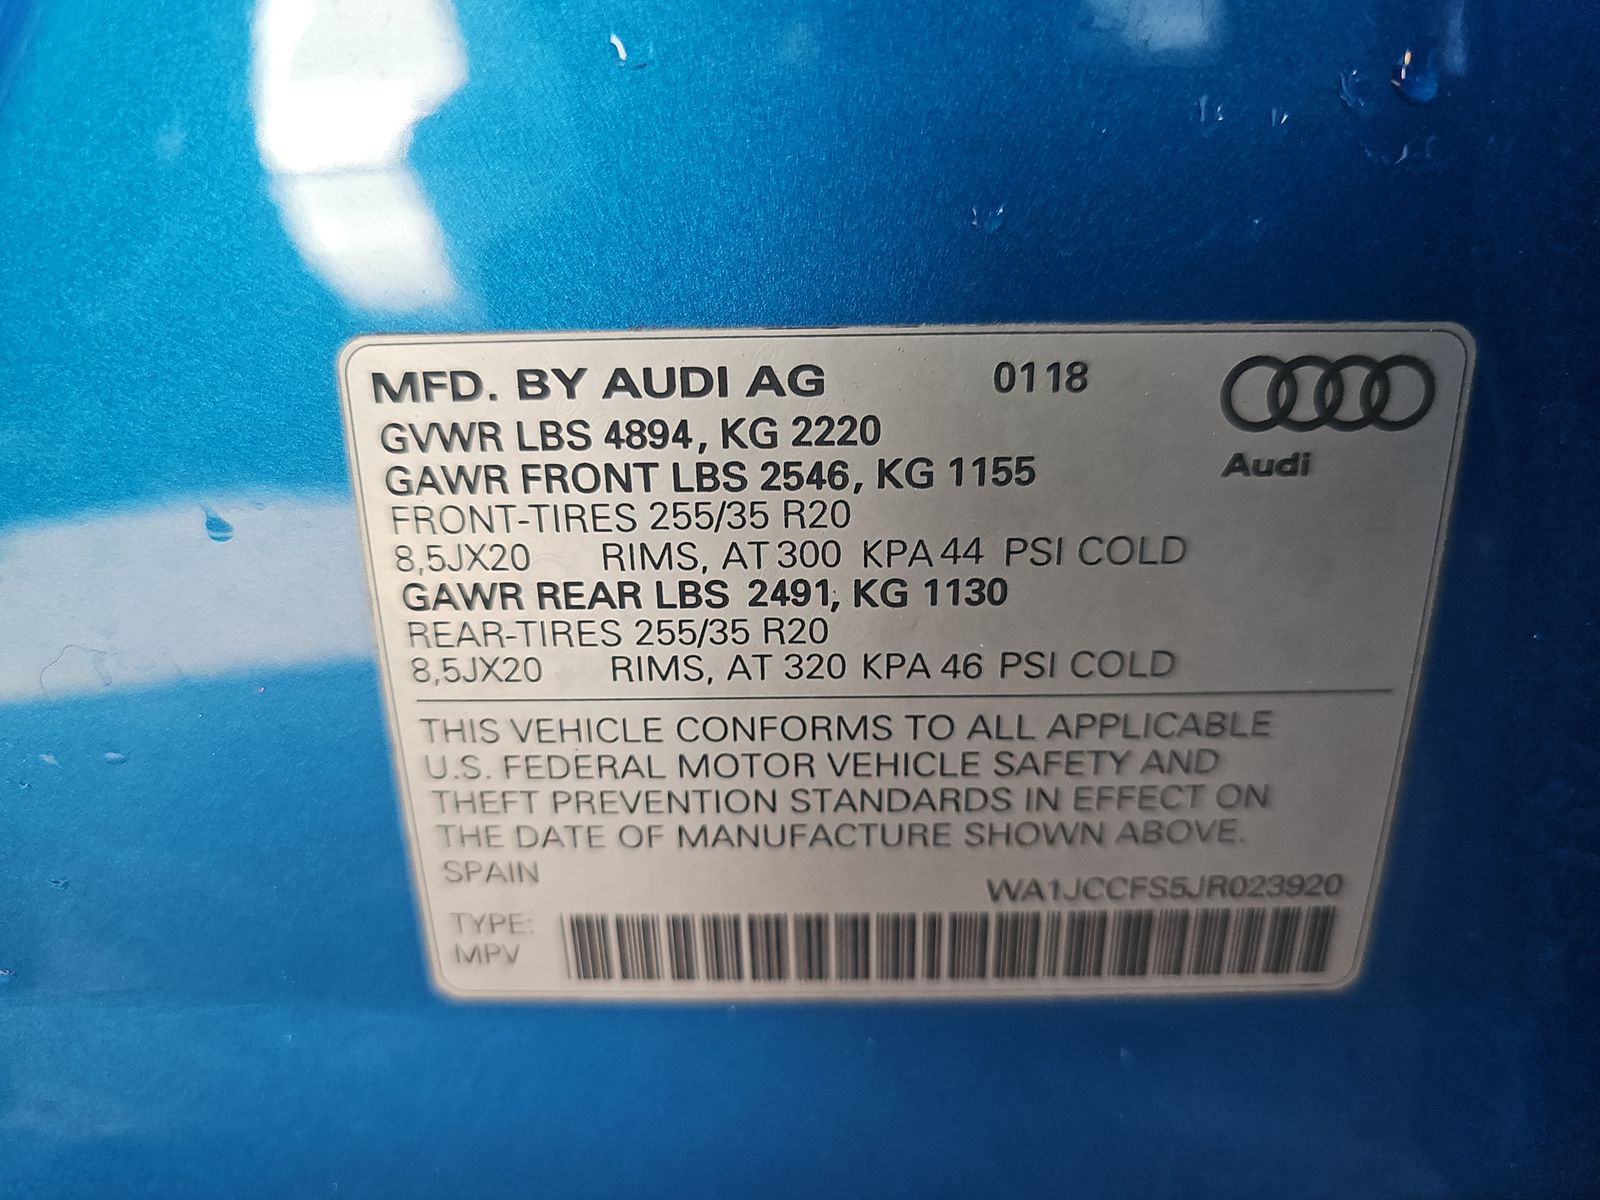 MFD. BY AUDI AG 0118
GVWR LBS 4894, KG 2220
Audi
GAWR FRONT LBS 2546, KG 1155
FRONT-TIRES 255/35 R20
8,5JX20 RIMS, AT 300 KPA 44 PSI COLD
GAWR REAR LBS 2491, KG 1130
REAR-TIRES 255/35 R20
8,5JX20 RIMS, AT 320 KPA 46 PSI COLD
THIS VEHICLE CONFORMS TO ALL APPLICABLE
U.S. FEDERAL MOTOR VEHICLE SAFETY AND
THEFT PREVENTION STANDARDS IN EFFECT ON
THE DATE OF MANUFACTURE SHOWN ABOVE.
SPAIN
WA1JCCFS5JR023920
TYPE:
MPV